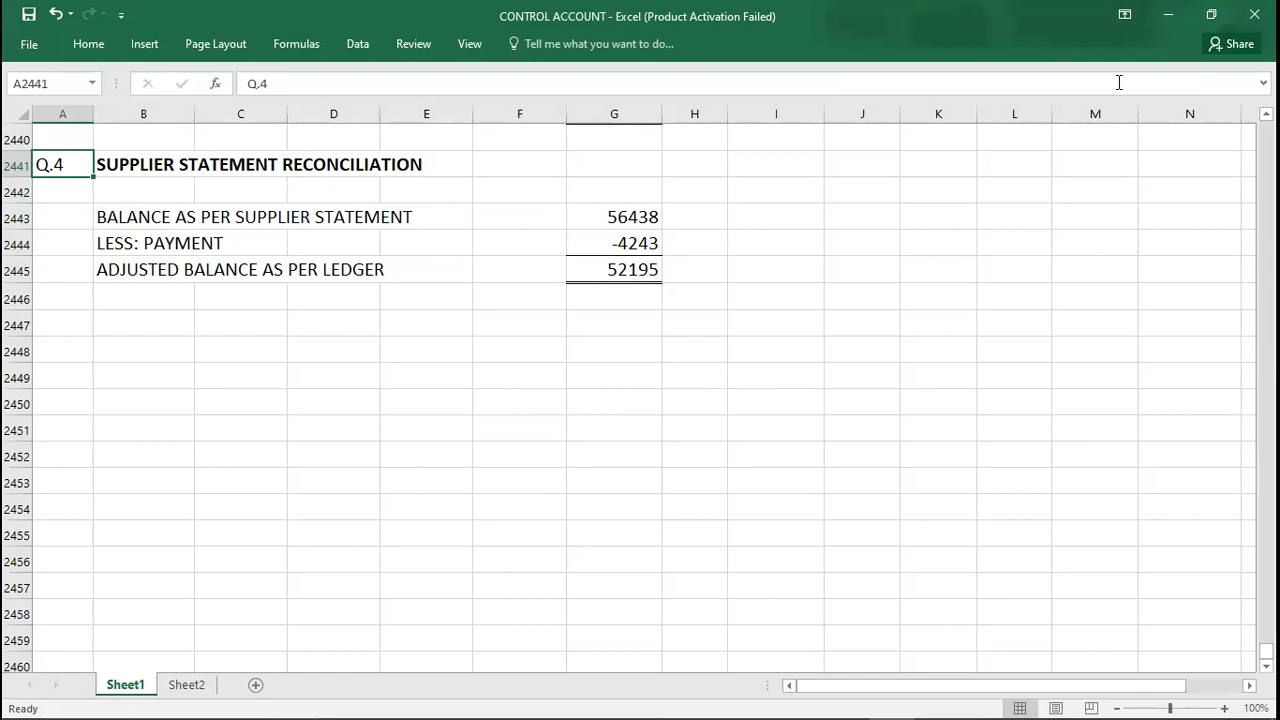 CONTROL ACCOUNT - Excel (Product Activation Failed)
File Home Insert Page Layout Formulas Data Review View Tell me what you want to do... Share
A2441 fx Q.4
A B C D E F G H I J K L M N
2440
2441 Q.4 SUPPLIER STATEMENT RECONCILIATION
2442
2443 BALANCE AS PER SUPPLIER STATEMENT 56438
2444 LESS: PAYMENT -4243
2445 ADJUSTED BALANCE AS PER LEDGER 52195
2446
2447
2448
2449
2450
2451
2452
2453
2454
2455
2456
2457
2458
2459
2460
Sheet1 Sheet2
Ready 100%